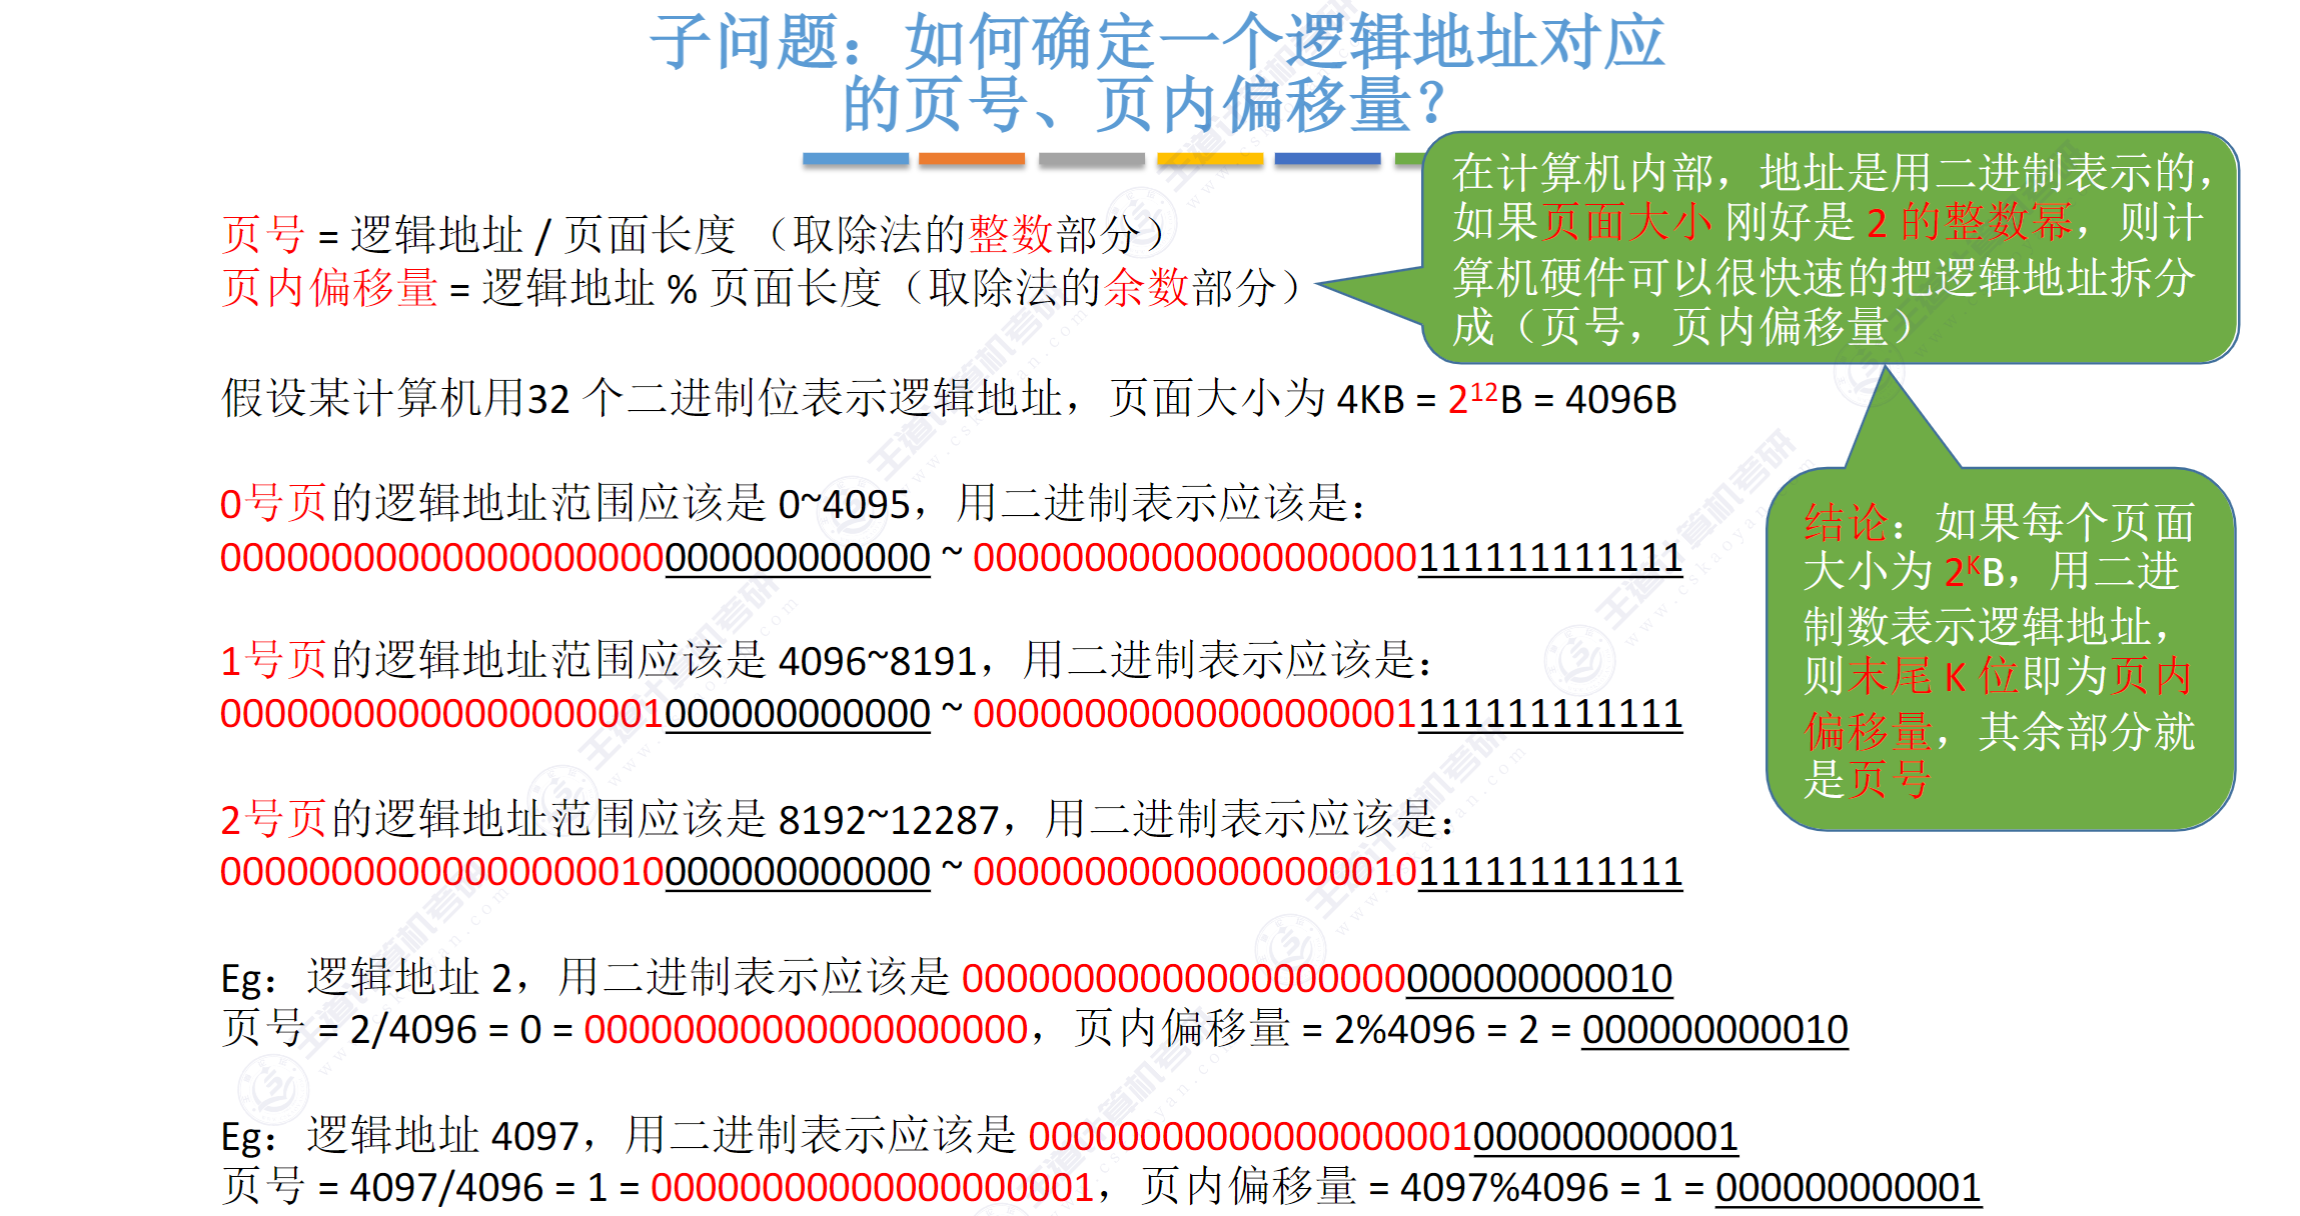 子问题：如何确定一个逻辑地址对应
的页号、页内偏移量？
页号 = 逻辑地址 / 页面长度 （取除法的整数部分）
页内偏移量 = 逻辑地址 % 页面长度（取除法的余数部分）
在计算机内部，地址是用二进制表示的，
如果页面大小 刚好是 2 的整数幂，则计
算机硬件可以很快速的把逻辑地址拆分
成（页号，页内偏移量）
假设某计算机用32 个二进制位表示逻辑地址，页面大小为 4KB = 2¹²B = 4096B
0号页的逻辑地址范围应该是 0~4095，用二进制表示应该是：
00000000000000000000000000000000 ~ 00000000000000000000111111111111
1号页的逻辑地址范围应该是 4096~8191，用二进制表示应该是：
00000000000000000001000000000000 ~ 00000000000000000001111111111111
2号页的逻辑地址范围应该是 8192~12287，用二进制表示应该是：
00000000000000000010000000000000 ~ 00000000000000000010111111111111
结论：如果每个页面
大小为 2ᴷB，用二进
制数表示逻辑地址，
则末尾 K 位即为页内
偏移量，其余部分就
是页号
Eg：逻辑地址 2，用二进制表示应该是 00000000000000000000000000000010
页号 = 2/4096 = 0 = 00000000000000000000，页内偏移量 = 2%4096 = 2 = 000000000010
Eg：逻辑地址 4097，用二进制表示应该是 00000000000000000001000000000001
页号 = 4097/4096 = 1 = 00000000000000000001，页内偏移量 = 4097%4096 = 1 = 000000000001
王道计算机考研
www.cskaoyan.com